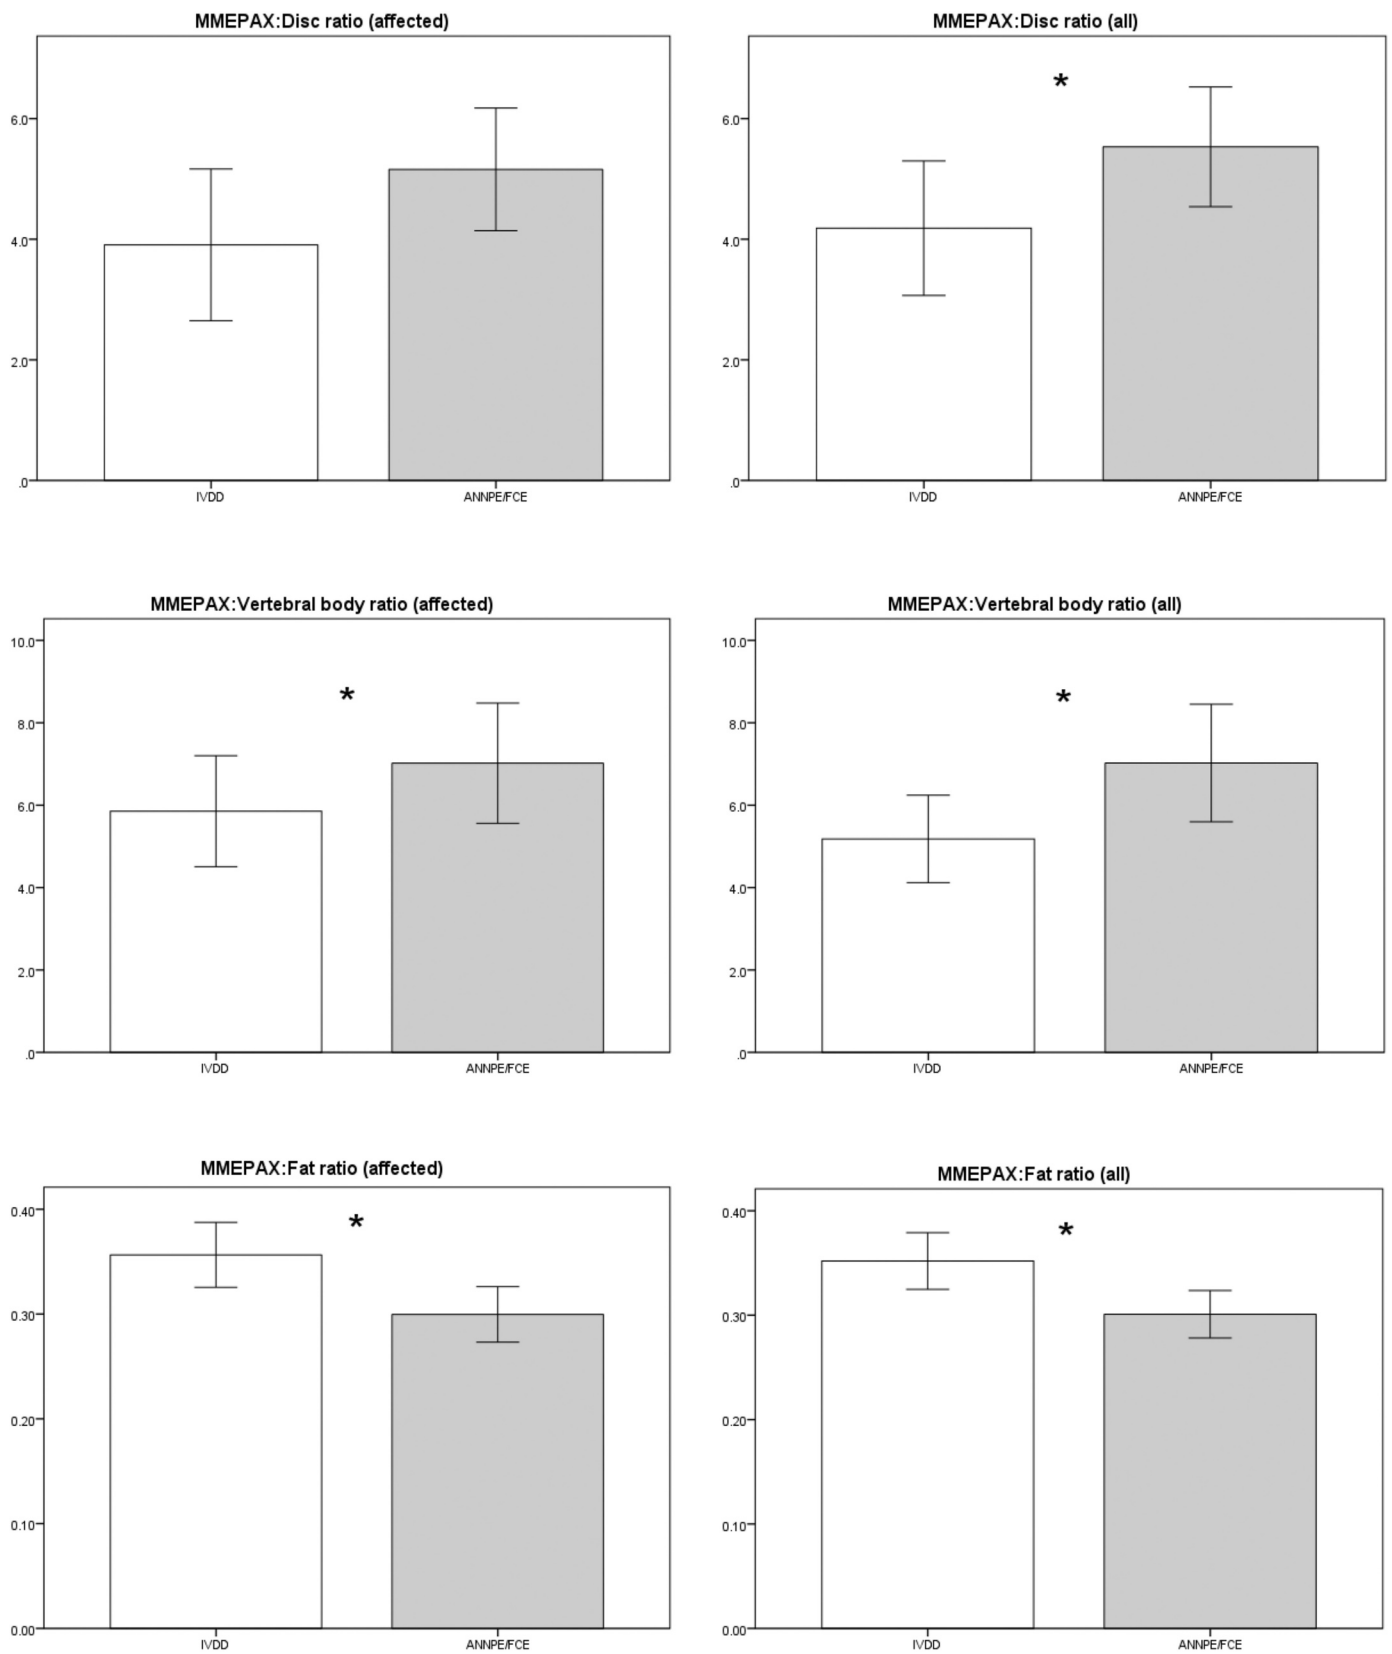 MMEPAX:Disc ratio (affected)
6.0
4.0
2.0
.0
IVDD
ANNPE/FCE
MMEPAX:Disc ratio (all)
*
6.0
4.0
2.0
.0
IVDD
ANNPE/FCE
MMEPAX:Vertebral body ratio (affected)
*
10.0
8.0
6.0
4.0
2.0
.0
IVDD
ANNPE/FCE
MMEPAX:Vertebral body ratio (all)
*
10.0
8.0
6.0
4.0
2.0
.0
IVDD
ANNPE/FCE
MMEPAX:Fat ratio (affected)
*
0.40
0.30
0.20
0.10
0.00
IVDD
ANNPE/FCE
MMEPAX:Fat ratio (all)
*
0.40
0.30
0.20
0.10
0.00
IVDD
ANNPE/FCE